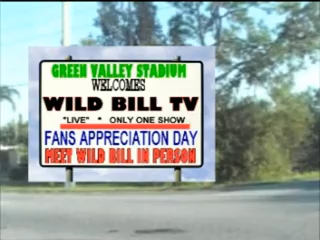 GREEN VALLEY STADIUM
WELCOMES
WILD BILL TV
"LIVE" * ONLY ONE SHOW
FANS APPRECIATION DAY
MEET WILD BILL IN PERSON